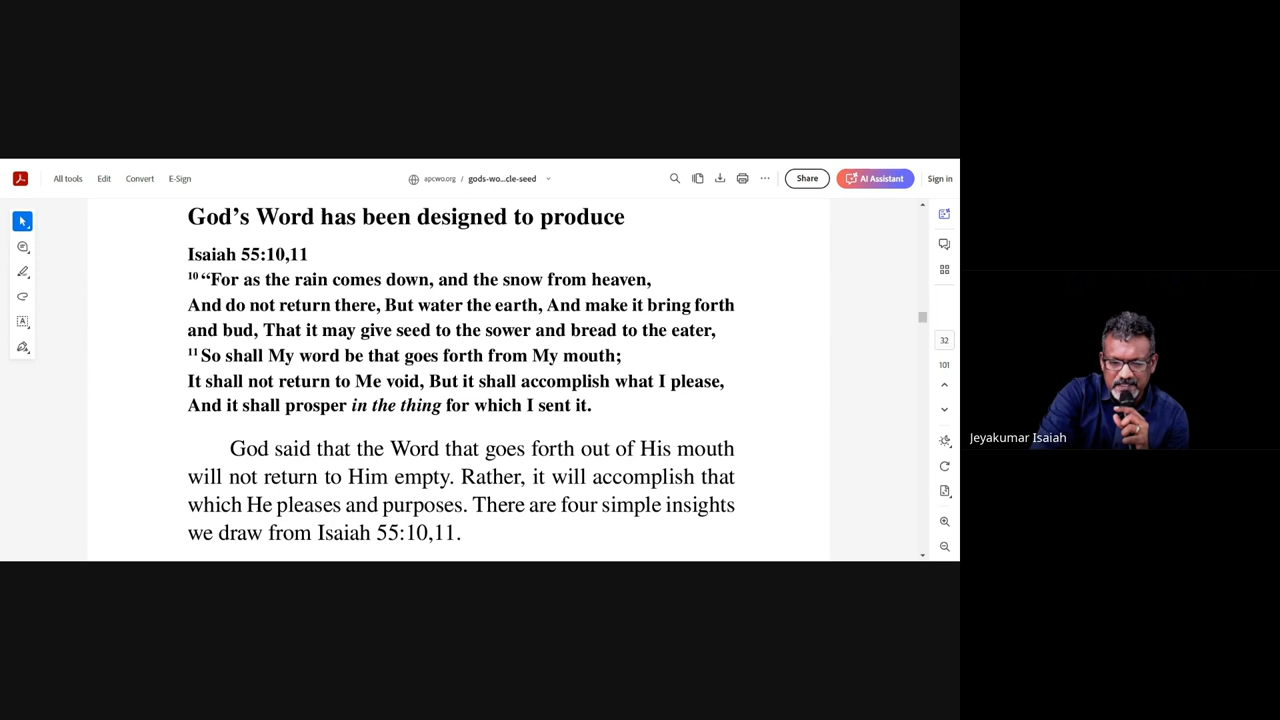 All tools Edit Convert E-Sign apcwo.org / gods-wo...cle-seed Share AI Assistant Sign in
God's Word has been designed to produce
Isaiah 55:10,11
10 “For as the rain comes down, and the snow from heaven,
And do not return there, But water the earth, And make it bring forth
and bud, That it may give seed to the sower and bread to the eater,
11 So shall My word be that goes forth from My mouth;
It shall not return to Me void, But it shall accomplish what I please,
And it shall prosper in the thing for which I sent it.
God said that the Word that goes forth out of His mouth
will not return to Him empty. Rather, it will accomplish that
which He pleases and purposes. There are four simple insights
we draw from Isaiah 55:10,11.
32
101
Jeyakumar Isaiah